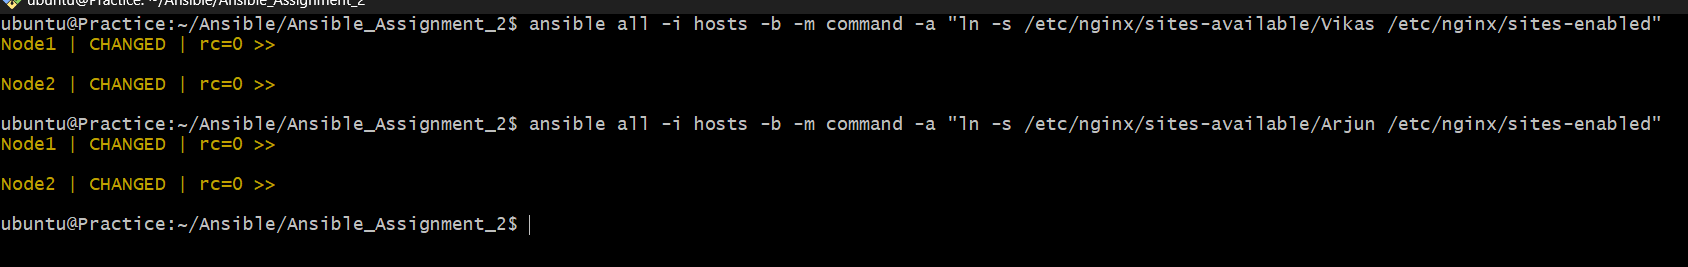 ubuntu@Practice: ~/Ansible/Ansible_Assignment_2
ubuntu@Practice:~/Ansible/Ansible_Assignment_2$ ansible all -i hosts -b -m command -a "ln -s /etc/nginx/sites-available/Vikas /etc/nginx/sites-enabled"
Node1 | CHANGED | rc=0 >>
Node2 | CHANGED | rc=0 >>
ubuntu@Practice:~/Ansible/Ansible_Assignment_2$ ansible all -i hosts -b -m command -a "ln -s /etc/nginx/sites-available/Arjun /etc/nginx/sites-enabled"
Node1 | CHANGED | rc=0 >>
Node2 | CHANGED | rc=0 >>
ubuntu@Practice:~/Ansible/Ansible_Assignment_2$